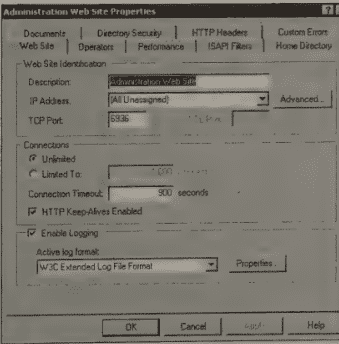 Administration Web Site Properties
Documents Directory Security HTTP Headers Custom Errors
Web Site Operators Performance ISAPI Filters Home Directory
Web Site Identification
Description: Administration Web Site
IP Address: (All Unassigned) Advanced...
TCP Port: 6936
Connections
Unlimited
Limited To: 1,000
Connection Timeout: 900 seconds
HTTP Keep-Alives Enabled
Enable Logging
Active log format:
W3C Extended Log File Format Properties...
OK Cancel Apply Help